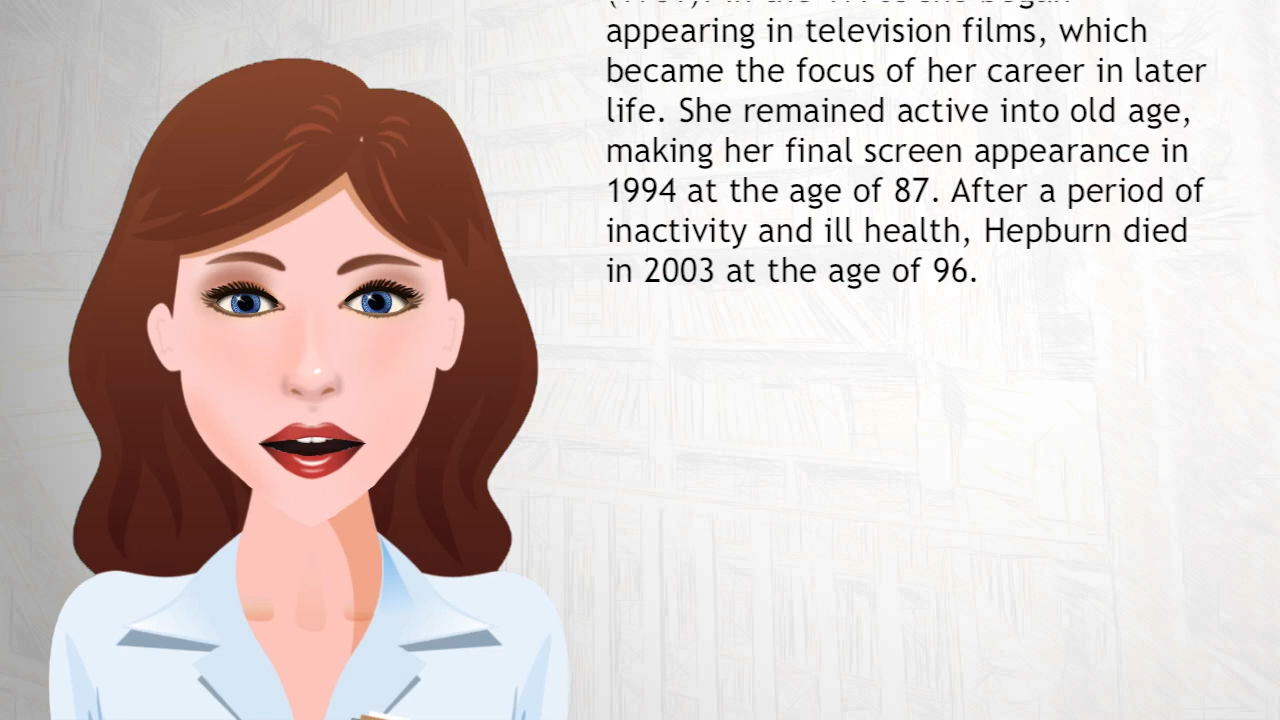 appearing in television films, which
became the focus of her career in later
life. She remained active into old age,
making her final screen appearance in
1994 at the age of 87. After a period of
inactivity and ill health, Hepburn died
in 2003 at the age of 96.